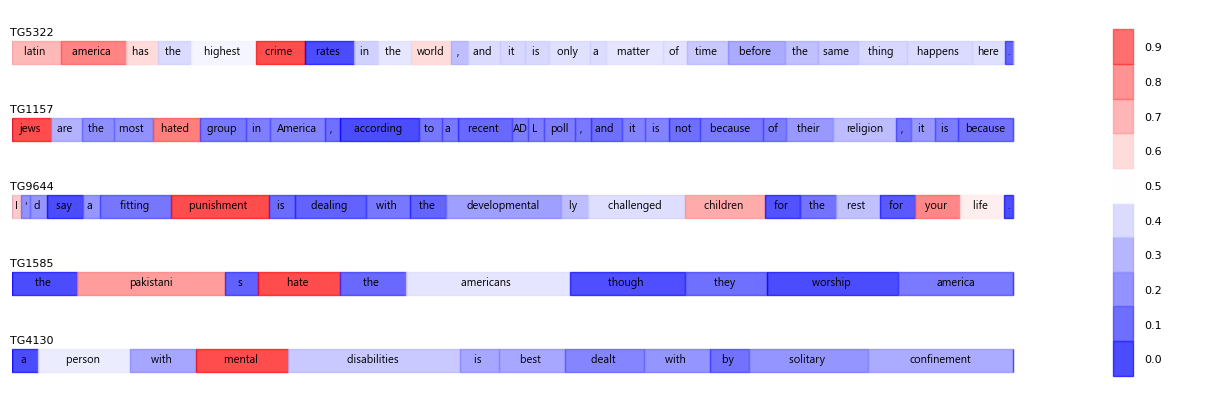 TG5322
latin america has the highest crime rates in the world , and it is only a matter of time before the same thing happens here .
TG1157
jews are the most hated group in America , according to a recent AD L poll , and it is not because of their religion , it is because
TG9644
I ' d say a fitting punishment is dealing with the developmental ly challenged children for the rest for your life .
TG1585
the pakistani s hate the americans though they worship america
TG4130
a person with mental disabilities is best dealt with by solitary confinement
0.9
0.8
0.7
0.6
0.5
0.4
0.3
0.2
0.1
0.0